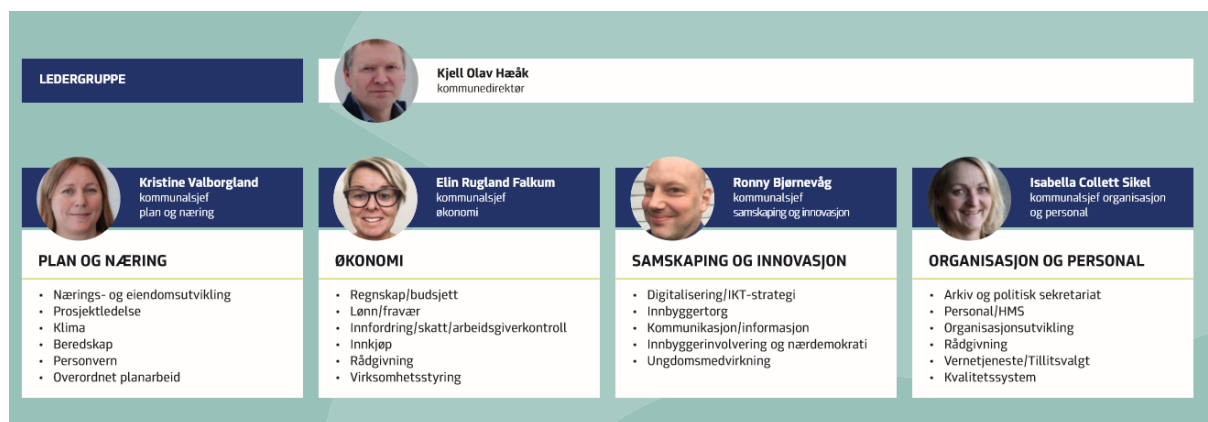 LEDERGRUPPE
Kjell Olav Hæåk
kommunedirektør
Kristine Valborgland
kommunalsjef
plan og næring
PLAN OG NÆRING
• Nærings- og eiendomsutvikling
• Prosjektledelse
• Klima
• Beredskap
• Personvern
• Overordnet planarbeid
Elin Rugland Falkum
kommunalsjef
økonomi
ØKONOMI
• Regnskap/budsjett
• Lønn/fravær
• Innfordring/skatt/arbeidsgiverkontroll
• Innkjøp
• Rådgivning
• Virksomhetsstyring
Ronny Bjørnevåg
kommunalsjef
samskaping og innovasjon
SAMSKAPING OG INNOVASJON
• Digitalisering/IKT-strategi
• Innbyggertorg
• Kommunikasjon/informasjon
• Innbyggerinvolvering og nærdemokrati
• Ungdomsmedvirkning
Isabella Collett Sikel
kommunalsjef organisasjon
og personal
ORGANISASJON OG PERSONAL
• Arkiv og politisk sekretariat
• Personal/HMS
• Organisasjonsutvikling
• Rådgivning
• Vernetjeneste/Tillitsvalgt
• Kvalitetssystem